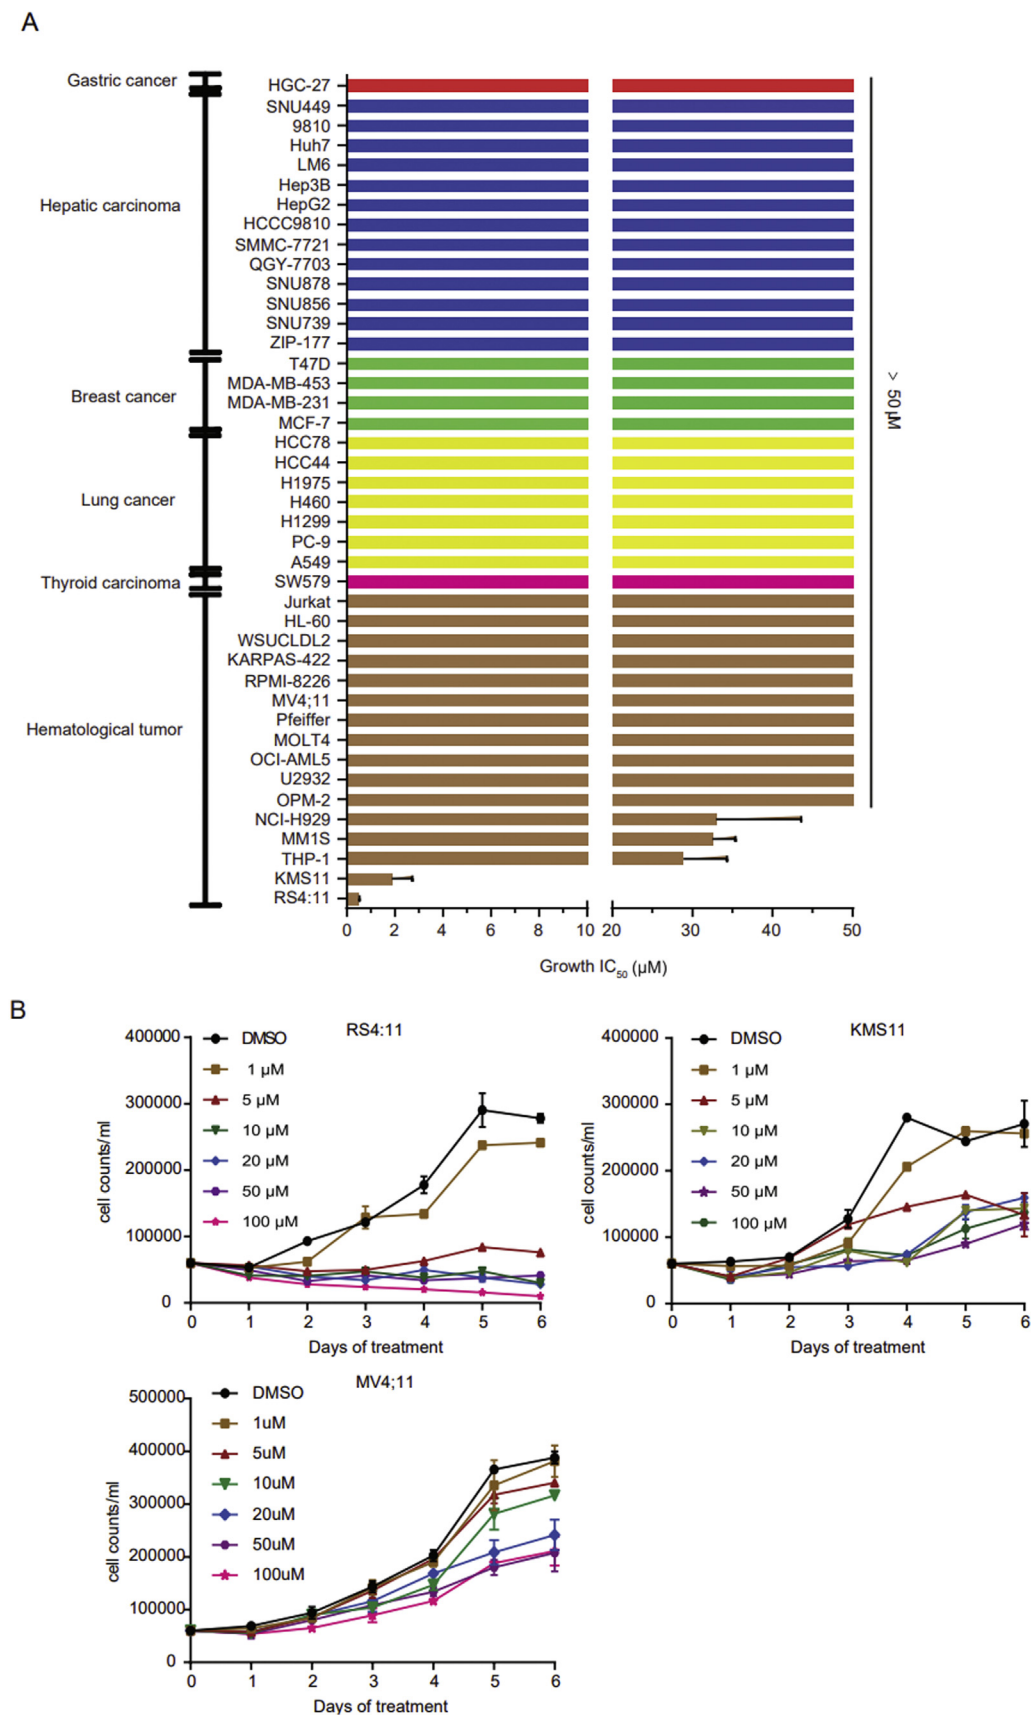 A
Gastric cancer
Hepatic carcinoma
Breast cancer
Lung cancer
Thyroid carcinoma
Hematological tumor
HGC-27
SNU449
9810
Huh7
LM6
Hep3B
HepG2
HCCC9810
SMMC-7721
QGY-7703
SNU878
SNU856
SNU739
ZIP-177
T47D
MDA-MB-453
MDA-MB-231
MCF-7
HCC78
HCC44
H1975
H460
H1299
PC-9
A549
SW579
Jurkat
HL-60
WSUCLDL2
KARPAS-422
RPMI-8226
MV4;11
Pfeiffer
MOLT4
OCI-AML5
U2932
OPM-2
NCI-H929
MM1S
THP-1
KMS11
RS4:11
> 50μM
0 2 4 6 8 10 20 30 40 50
Growth IC50 (μM)
B
RS4:11
400000
300000
200000
100000
0
cell counts/ml
DMSO
1 μM
5 μM
10 μM
20 μM
50 μM
100 μM
0 1 2 3 4 5 6
Days of treatment
KMS11
400000
300000
200000
100000
0
cell counts/ml
DMSO
1 μM
5 μM
10 μM
20 μM
50 μM
100 μM
0 1 2 3 4 5 6
Days of treatment
MV4;11
500000
400000
300000
200000
100000
0
cell counts/ml
DMSO
1uM
5uM
10uM
20uM
50uM
100uM
0 1 2 3 4 5 6
Days of treatment